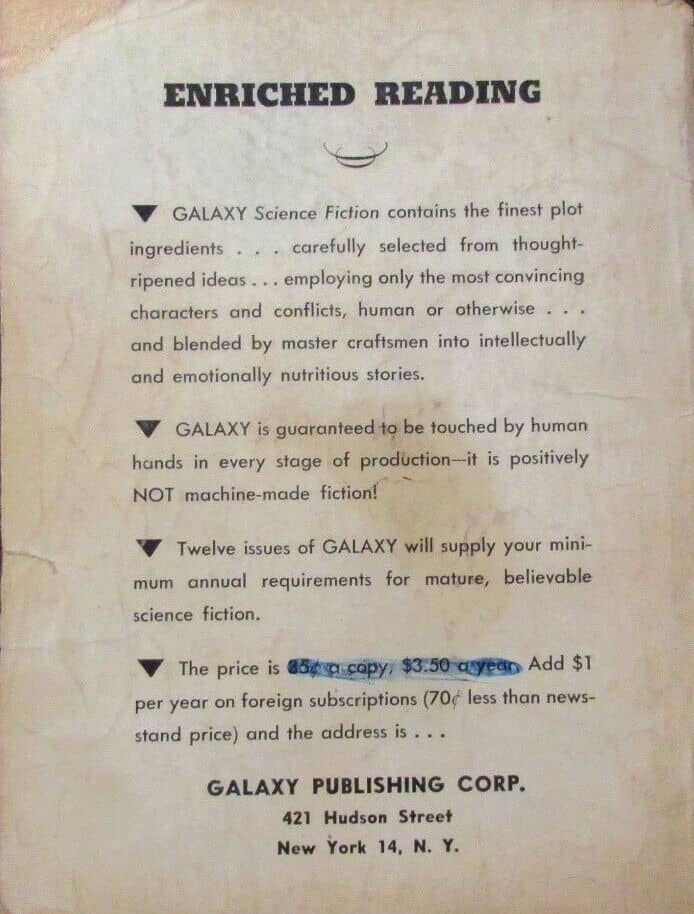 ENRICHED READING
▼ GALAXY Science Fiction contains the finest plot
ingredients . . . carefully selected from thought-
ripened ideas . . . employing only the most convincing
characters and conflicts, human or otherwise . . .
and blended by master craftsmen into intellectually
and emotionally nutritious stories.
▼ GALAXY is guaranteed to be touched by human
hands in every stage of production—it is positively
NOT machine-made fiction!
▼ Twelve issues of GALAXY will supply your mini-
mum annual requirements for mature, believable
science fiction.
▼ The price is 35¢ a copy, $3.50 a year. Add $1
per year on foreign subscriptions (70¢ less than news-
stand price) and the address is . . .
GALAXY PUBLISHING CORP.
421 Hudson Street
New York 14, N. Y.